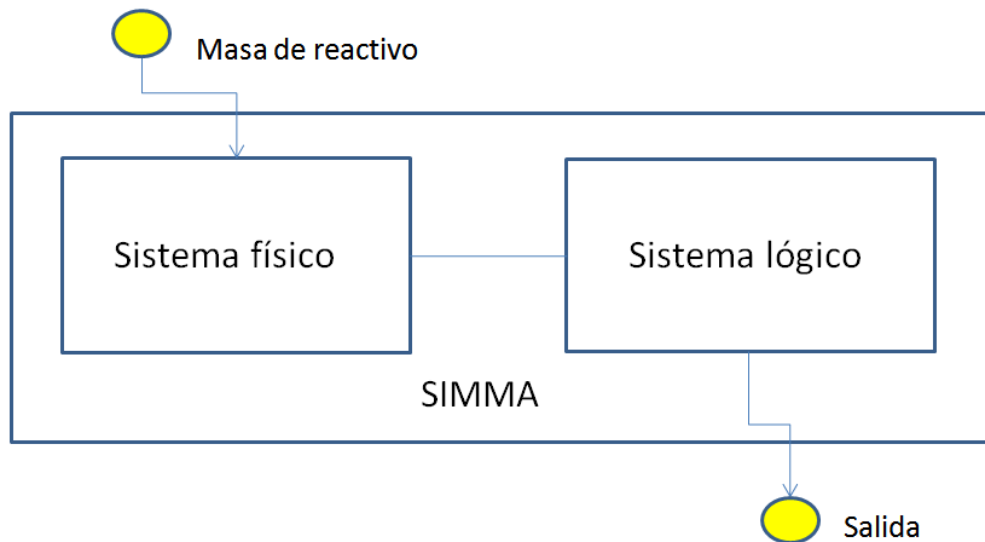 Masa de reactivo
Sistema físico
Sistema lógico
SIMMA
Salida